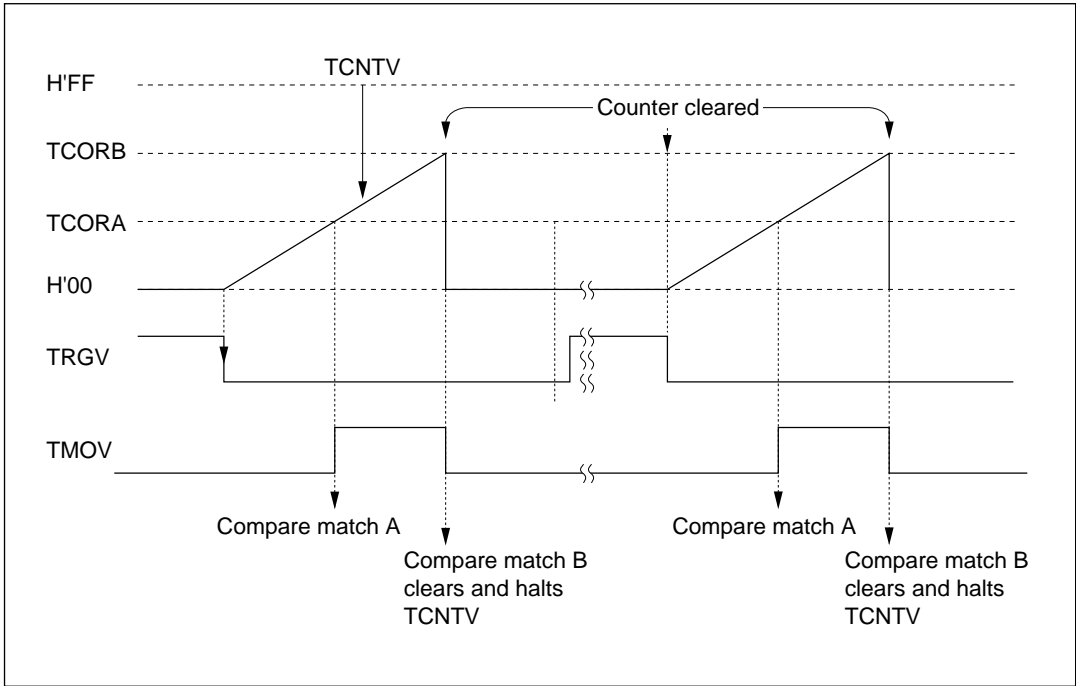 TCNTV
H'FF
Counter cleared
TCORB
TCORA
H'00
TRGV
TMOV
Compare match A
Compare match B
clears and halts
TCNTV
Compare match A
Compare match B
clears and halts
TCNTV